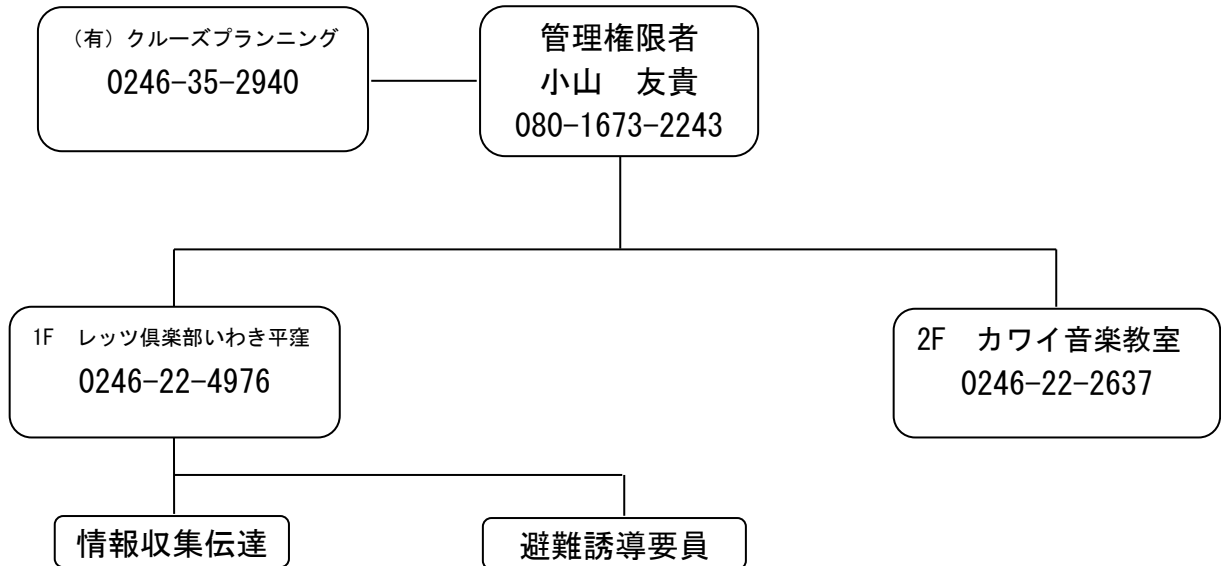 （有）クルーズプランニング
0246-35-2940
管理権限者
小山　友貴
080-1673-2243
1F　レッツ倶楽部いわき平窪
0246-22-4976
2F　カワイ音楽教室
0246-22-2637
情報収集伝達
避難誘導要員